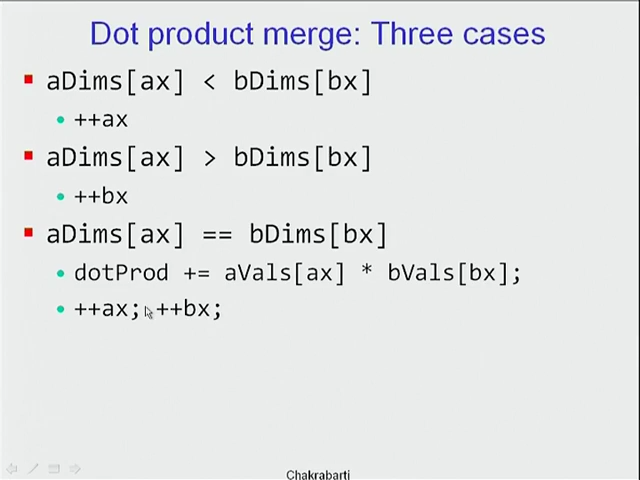 Dot product merge: Three cases
aDims[ax] < bDims[bx]
++ax
aDims[ax] > bDims[bx]
++bx
aDims[ax] == bDims[bx]
dotProd += aVals[ax] * bVals[bx];
++ax; ++bx;
Chakrabarti